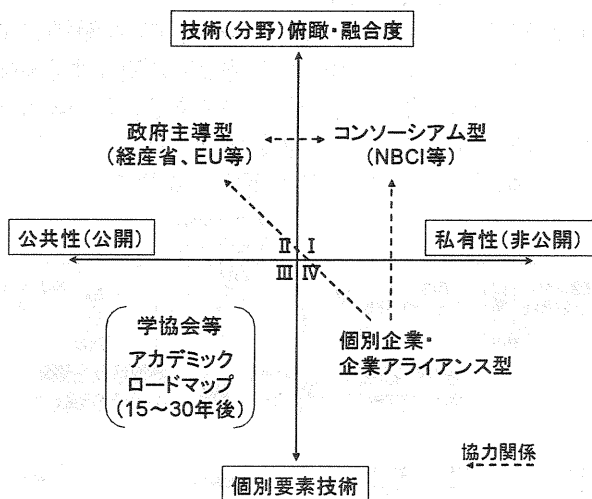 技術(分野)俯瞰・融合度
政府主導型
(経産省、EU等)
コンソーシアム型
(NBCI等)
公共性(公開)
私有性(非公開)
Ⅱ Ⅰ
Ⅲ Ⅳ
学協会等
アカデミック
ロードマップ
(15～30年後)
個別企業・
企業アライアンス型
協力関係
個別要素技術